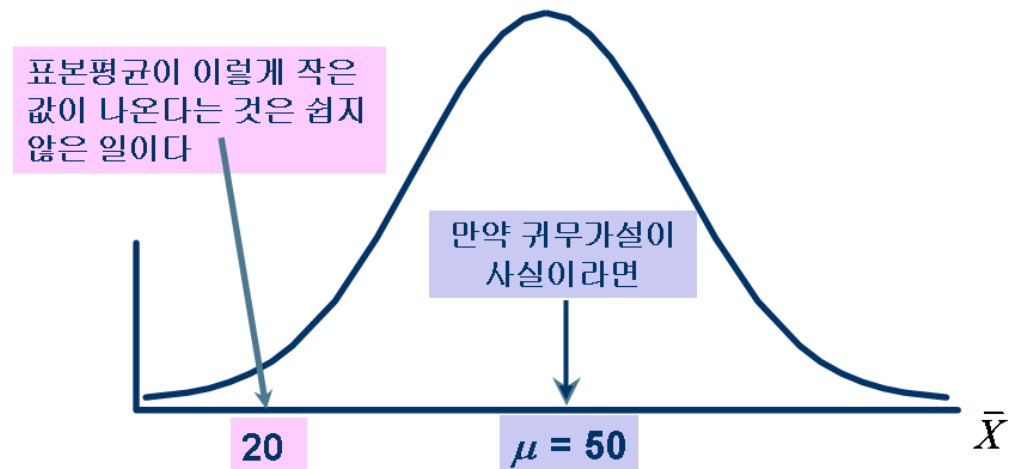 표본평균이 이렇게 작은
값이 나온다는 것은 쉽지
않은 일이다
만약 귀무가설이
사실이라면
20
μ = 50
X̄